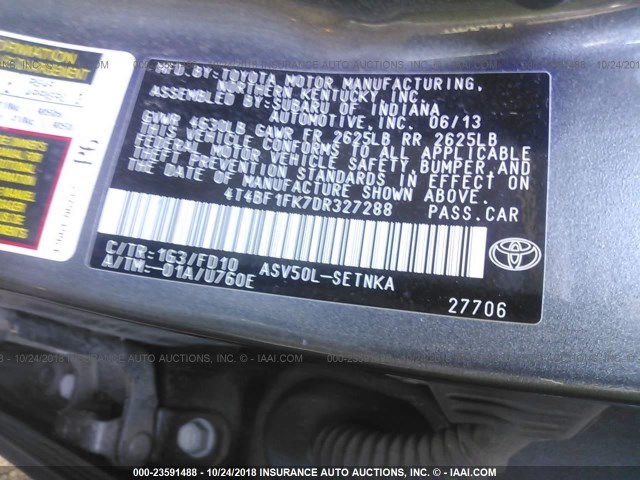 MFD.BY:TOYOTA MOTOR MANUFACTURING,
NORTHERN KENTUCKY,INC.
ASSEMBLED BY:SUBARU OF INDIANA
AUTOMOTIVE,INC. 06/13
GVWR 4630LB GAWR FR 2625LB RR 2625LB
THIS VEHICLE CONFORMS TO ALL APPLICABLE
FEDERAL MOTOR VEHICLE SAFETY,BUMPER,AND
THEFT PREVENTION STANDARDS IN EFFECT ON
THE DATE OF MANUFACTURE SHOWN ABOVE.
4T4BF1FK7DR327288 PASS.CAR
C/TR:1G3/FD10 ASV50L-SETNKA
A/TM:-01A/U760E
27706
TOYOTA
P6
000-23591488 - 10/24/2018 INSURANCE AUTO AUCTIONS, INC. - © - IAAI.COM